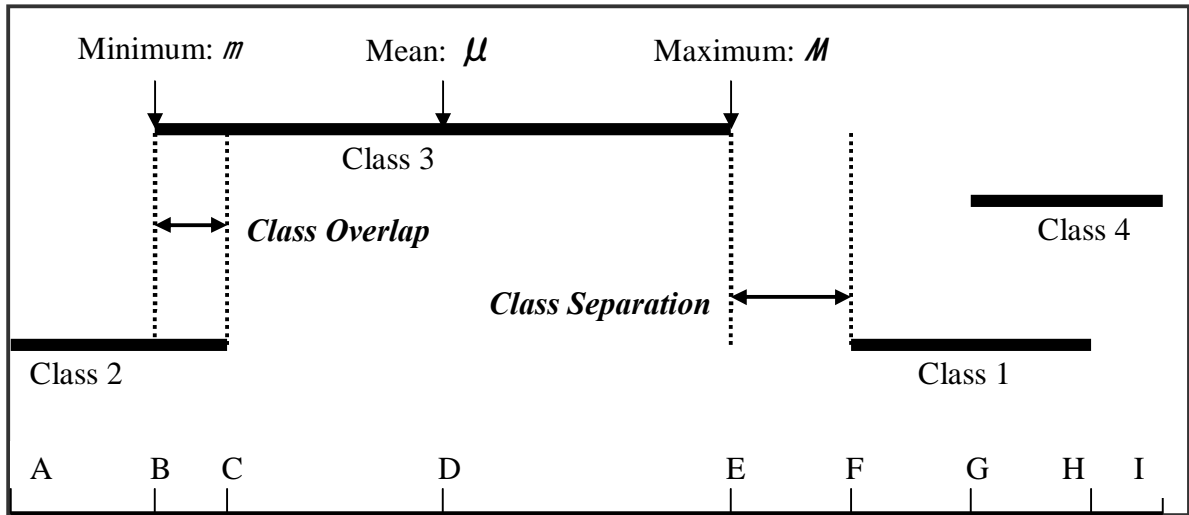 Minimum: m Mean: μ Maximum: M
Class 3
Class 4
Class Overlap
Class Separation
Class 2 Class 1
A B C D E F G H I